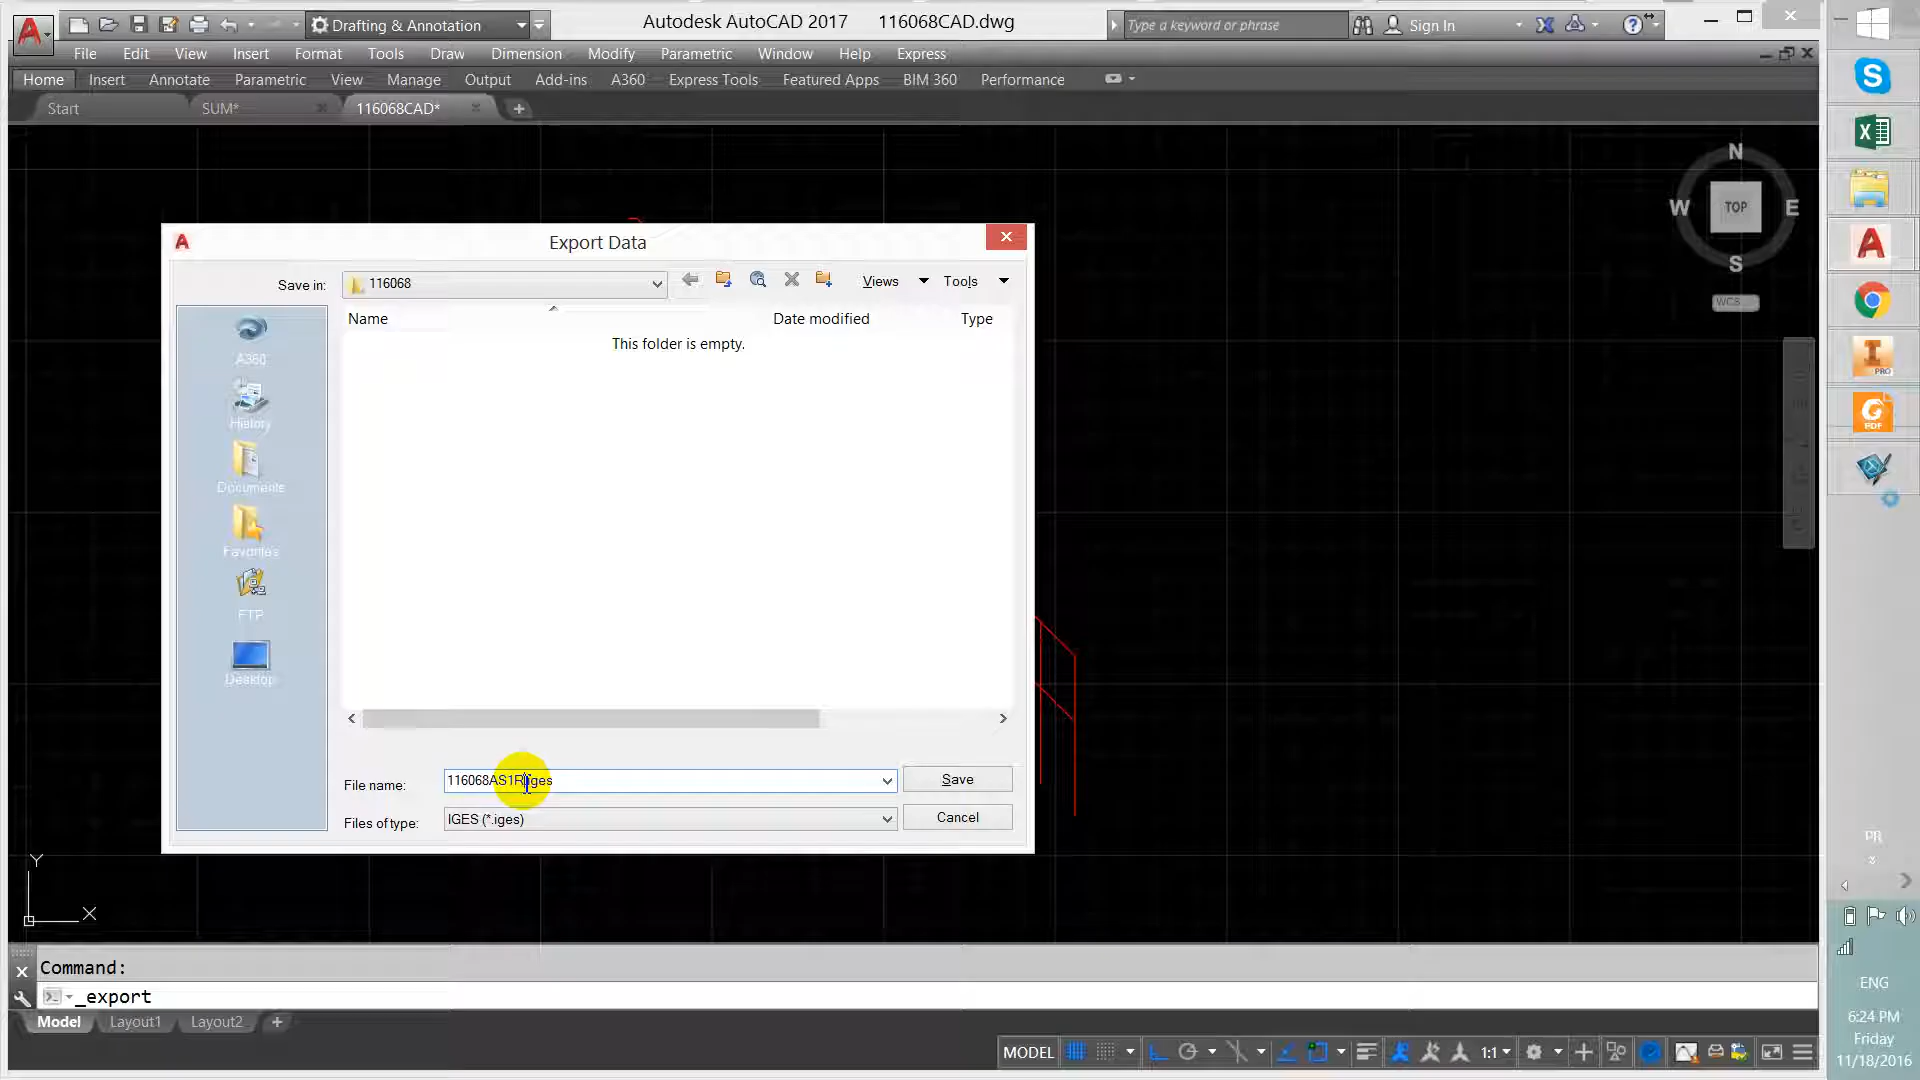 Drafting & Annotation
Autodesk AutoCAD 2017 116068CAD.dwg
Type a keyword or phrase
Sign In
File Edit View Insert Format Tools Draw Dimension Modify Parametric Window Help Express
Home Insert Annotate Parametric View Manage Output Add-ins A360 Express Tools Featured Apps BIM 360 Performance
Start SUM* 116068CAD*
N
W TOP E
S
WCS
Export Data
Save in: 116068 Views Tools
Name Date modified Type
This folder is empty.
A360
History
Documents
Favorites
FTP
Desktop
File name: Save
Files of type: IGES (*.iges) Cancel
Y
X
Command:
_export
Model Layout1 Layout2
MODEL 1:1
PRO
PDF
PR
ENG
6:24 PM
Friday
11/18/2016